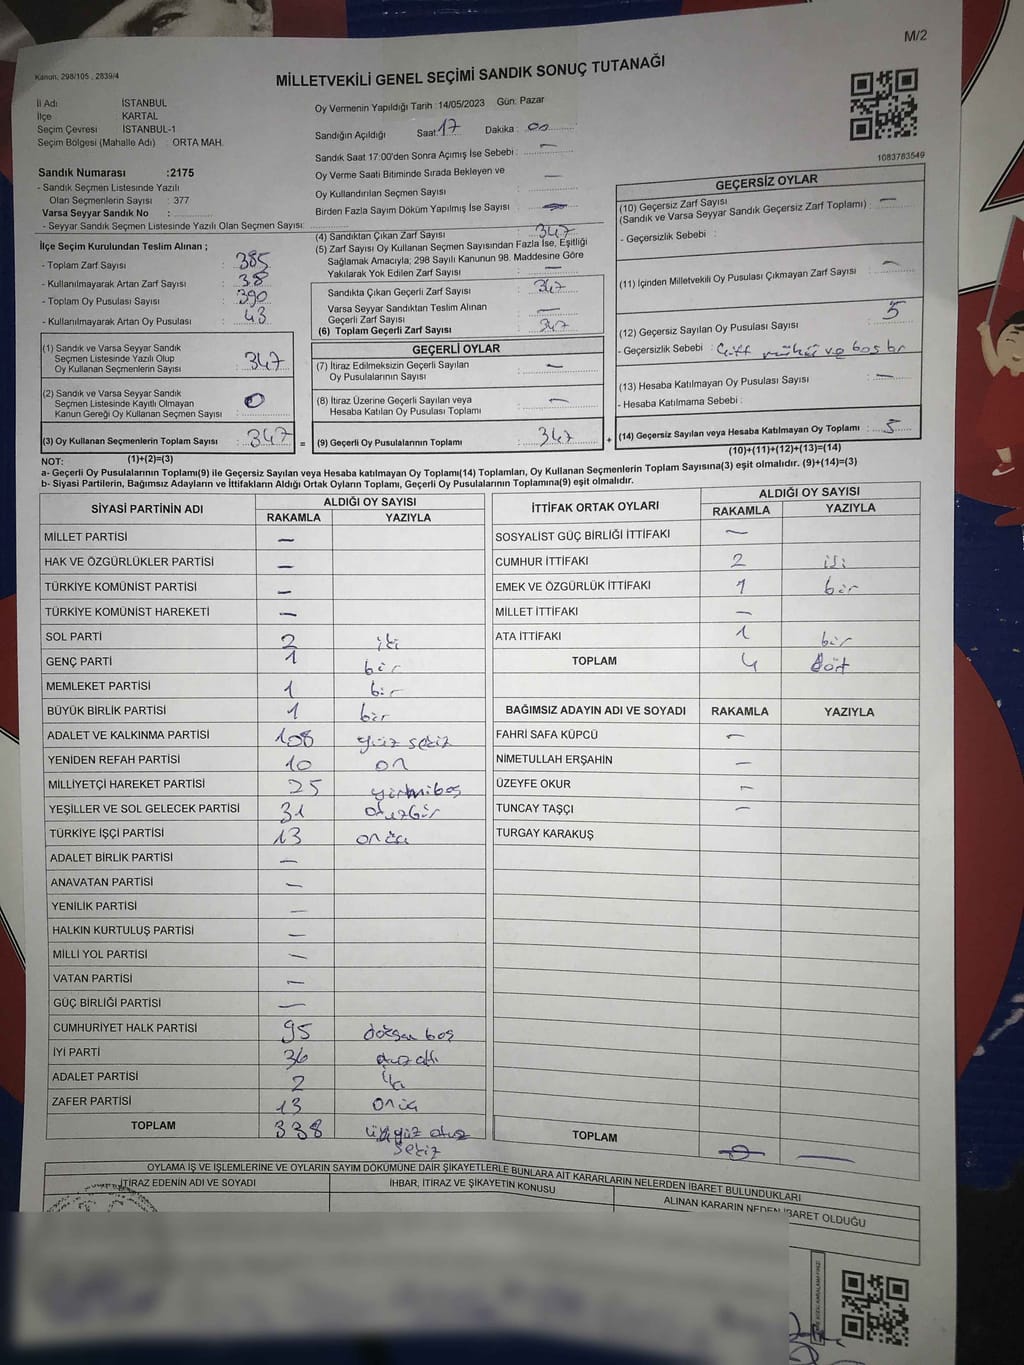 M/2
Kanun, 298/105 , 2839/4
MİLLETVEKİLİ GENEL SEÇİMİ SANDIK SONUÇ TUTANAĞI
İl Adı İSTANBUL
İlçe KARTAL
Seçim Çevresi İSTANBUL-1
Seçim Bölgesi (Mahalle Adı) : ORTA MAH.
Sandık Numarası :2175
- Sandık Seçmen Listesinde Yazılı
Olan Seçmenlerin Sayısı : 377
Varsa Seyyar Sandık No :
- Seyyar Sandık Seçmen Listesinde Yazılı Olan Seçmen Sayısı:
Oy Vermenin Yapıldığı Tarih : 14/05/2023 Gün: Pazar
Sandığın Açıldığı Saat 17 Dakika : 00
Sandık Saat 17:00'den Sonra Açımış İse Sebebi : —
Oy Verme Saati Bitiminde Sırada Bekleyen ve
Oy Kullandırılan Seçmen Sayısı —
Birden Fazla Sayım Döküm Yapılmış İse Sayısı —
1083783549
İlçe Seçim Kurulundan Teslim Alınan ;
- Toplam Zarf Sayısı : 385
- Kullanılmayarak Artan Zarf Sayısı : 38
- Toplam Oy Pusulası Sayısı : 390
- Kullanılmayarak Artan Oy Pusulası : 43
(1) Sandık ve Varsa Seyyar Sandık
Seçmen Listesinde Yazılı Olup
Oy Kullanan Seçmenlerin Sayısı : 347
(2) Sandık ve Varsa Seyyar Sandık
Seçmen Listesinde Kayıtlı Olmayan
Kanun Gereği Oy Kullanan Seçmen Sayısı : 0
(3) Oy Kullanan Seçmenlerin Toplam Sayısı : 347
(1)+(2)=(3)
(4) Sandıktan Çıkan Zarf Sayısı : 347
(5) Zarf Sayısı Oy Kullanan Seçmen Sayısından Fazla İse, Eşitliği
Sağlamak Amacıyla; 298 Sayılı Kanunun 98. Maddesine Göre
Yakılarak Yok Edilen Zarf Sayısı : —
Sandıkta Çıkan Geçerli Zarf Sayısı : 347
Varsa Seyyar Sandıktan Teslim Alınan
Geçerli Zarf Sayısı : —
(6) Toplam Geçerli Zarf Sayısı : 347
GEÇERLİ OYLAR
(7) İtiraz Edilmeksizin Geçerli Sayılan
Oy Pusulalarının Sayısı : —
(8) İtiraz Üzerine Geçerli Sayılan veya
Hesaba Katılan Oy Pusulası Toplamı : —
= (9) Geçerli Oy Pusulalarının Toplamı : 347 +
GEÇERSİZ OYLAR
(10) Geçersiz Zarf Sayısı : —
(Sandık ve Varsa Seyyar Sandık Geçersiz Zarf Toplamı)
- Geçersizlik Sebebi :
(11) İçinden Milletvekili Oy Pusulası Çıkmayan Zarf Sayısı : —
(12) Geçersiz Sayılan Oy Pusulası Sayısı : 5
- Geçersizlik Sebebi : Çift mühür ve boş
(13) Hesaba Katılmayan Oy Pusulası Sayısı : —
- Hesaba Katılmama Sebebi :
(14) Geçersiz Sayılan veya Hesaba Katılmayan Oy Toplamı : 5
(10)+(11)+(12)+(13)=(14)
NOT:
a- Geçerli Oy Pusulasının Toplamı(9) ile Geçersiz Sayılan veya Hesaba katılmayan Oy Toplamı(14) Toplamları, Oy Kullanan Seçmenlerin Toplam Sayısına(3) eşit olmalıdır. (9)+(14)=(3)
b- Siyasi Partilerin, Bağımsız Adayların ve İttifakların Aldığı Ortak Oyların Toplamı, Geçerli Oy Pusulalarının Toplamına(9) eşit olmalıdır.
SİYASİ PARTİNİN ADI ALDIĞI OY SAYISI
RAKAMLA YAZIYLA
MİLLET PARTİSİ —
HAK VE ÖZGÜRLÜKLER PARTİSİ —
TÜRKİYE KOMÜNİST PARTİSİ —
TÜRKİYE KOMÜNİST HAREKETİ —
SOL PARTİ 2 iki
GENÇ PARTİ 1 bir
MEMLEKET PARTİSİ 1 bir
BÜYÜK BİRLİK PARTİSİ 1 bir
ADALET VE KALKINMA PARTİSİ 108 yüz sekiz
YENİDEN REFAH PARTİSİ 10 on
MİLLİYETÇİ HAREKET PARTİSİ 25 yirmibeş
YEŞİLLER VE SOL GELECEK PARTİSİ 31 otuzbir
TÜRKİYE İŞÇİ PARTİSİ 13 onüç
ADALET BİRLİK PARTİSİ —
ANAVATAN PARTİSİ —
YENİLİK PARTİSİ —
HALKIN KURTULUŞ PARTİSİ —
MİLLİ YOL PARTİSİ —
VATAN PARTİSİ —
GÜÇ BİRLİĞİ PARTİSİ —
CUMHURİYET HALK PARTİSİ 95 doksan beş
İYİ PARTİ 36 otuz altı
ADALET PARTİSİ 2 iki
ZAFER PARTİSİ 13 onüç
TOPLAM 338 üçyüz otuz
sekiz
İTTİFAK ORTAK OYLARI ALDIĞI OY SAYISI
RAKAMLA YAZIYLA
SOSYALİST GÜÇ BİRLİĞİ İTTİFAKI —
CUMHUR İTTİFAKI 2 iki
EMEK VE ÖZGÜRLÜK İTTİFAKI 1 bir
MİLLET İTTİFAKI —
ATA İTTİFAKI 1 bir
TOPLAM 4 dört
BAĞIMSIZ ADAYIN ADI VE SOYADI RAKAMLA YAZIYLA
FAHRİ SAFA KÜPCÜ —
NİMETULLAH ERŞAHİN —
ÜZEYFE OKUR —
TUNCAY TAŞÇI —
TURGAY KARAKUŞ
TOPLAM 0 —
OYLAMA İŞ VE İŞLEMLERİNE VE OYLARIN SAYIM DÖKÜMÜNE DAİR ŞİKAYETLERLE BUNLARA AİT KARARLARIN NELERDEN İBARET BULUNDUKLARI
İTİRAZ EDENİN ADI VE SOYADI İHBAR, İTİRAZ VE ŞİKAYETİN KONUSU ALINAN KARARIN NEDEN İBARET OLDUĞU